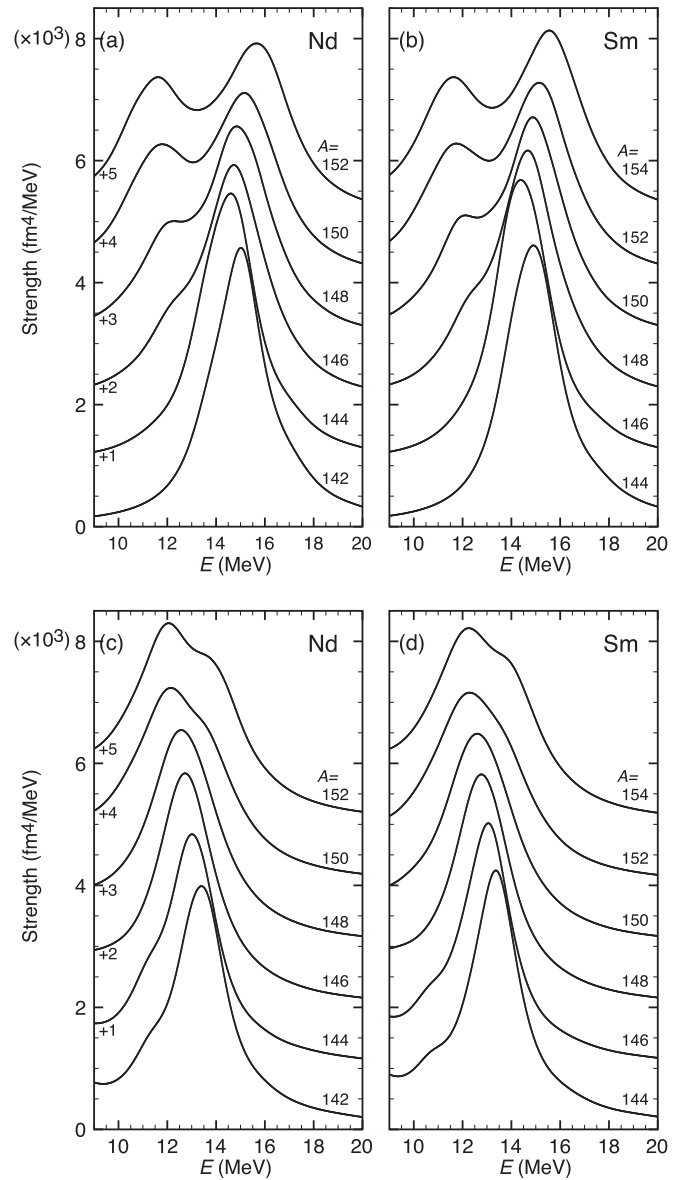 (×10³) 8 (a) Nd (b) Sm
A= A=
6 +5 152 154
+4 150 152
4 +3 148 150
+2 146 148
2 +1 144 146
142 144
0
10 12 14 16 18 20 10 12 14 16 18 20
E (MeV) E (MeV)
Strength (fm⁴/MeV)
(×10³) 8 (c) Nd (d) Sm
+5 A= A=
6 +4 152 154
150 152
4 +3 148 150
+2 146 148
2 +1 144 146
142 144
0
10 12 14 16 18 20 10 12 14 16 18 20
E (MeV) E (MeV)
Strength (fm⁴/MeV)